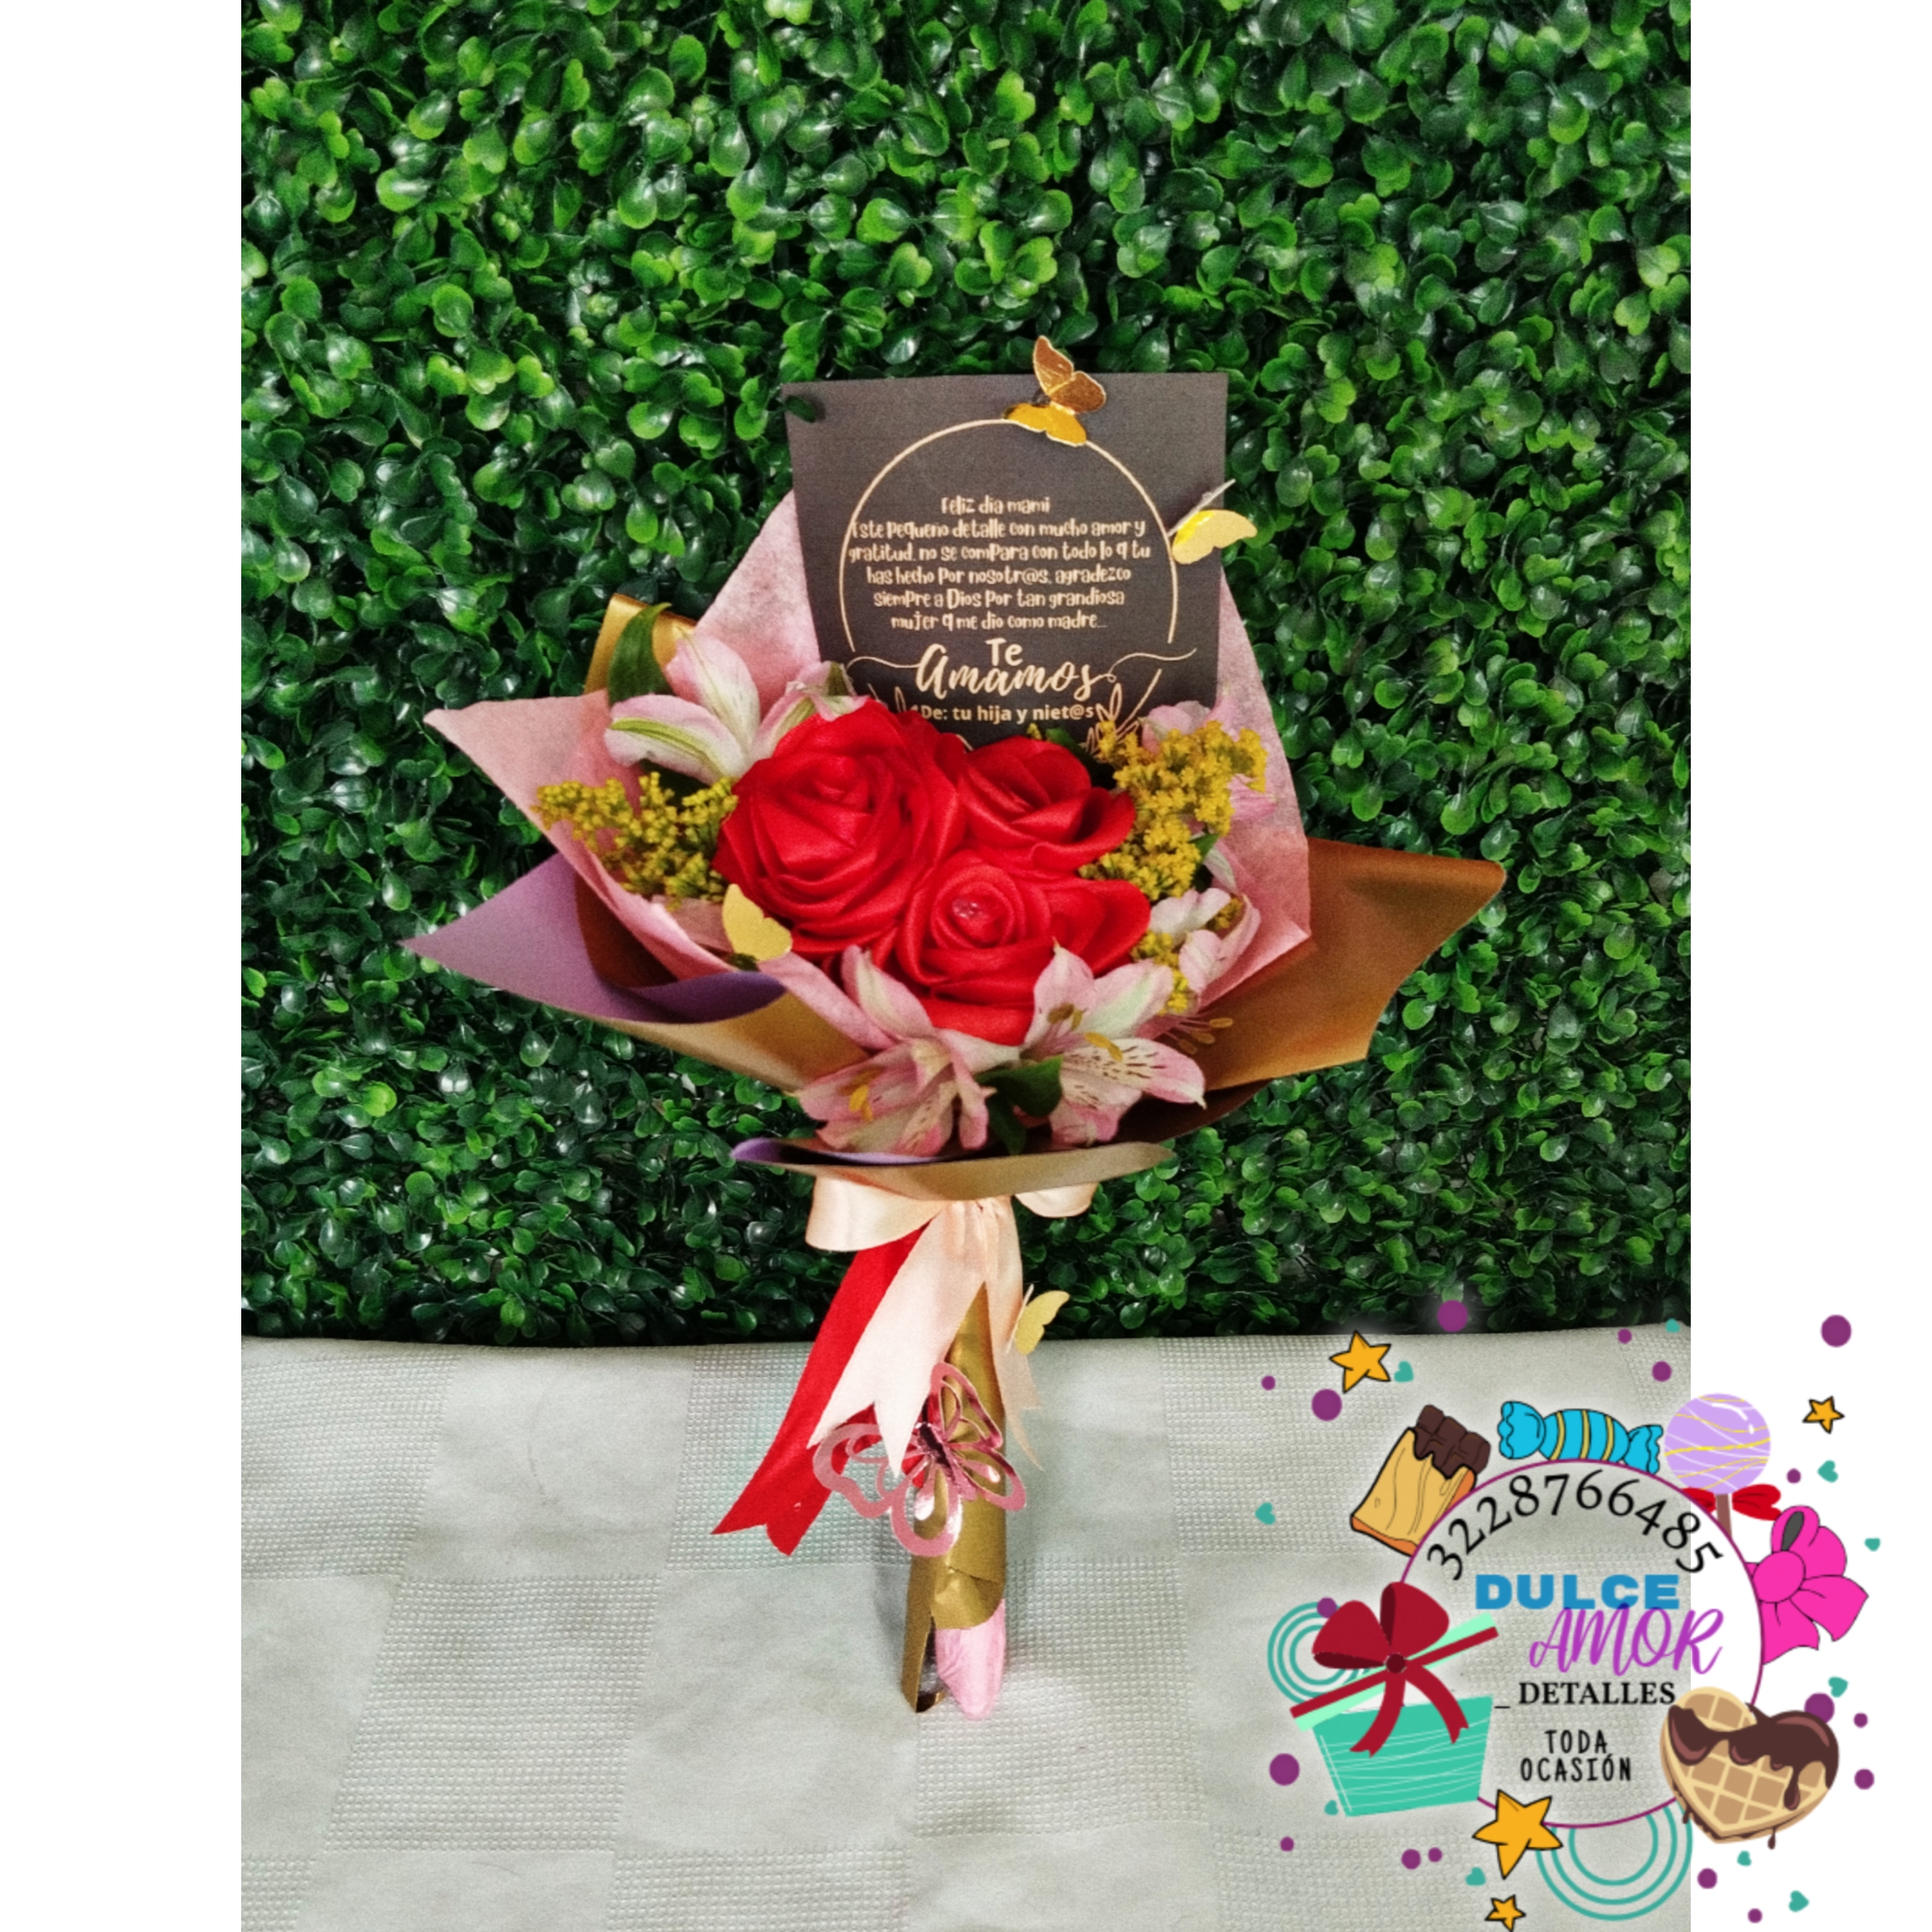 Feliz dia mami
Este pequeño detalle con mucho amor y
gratitud, no se compara con todo lo q tu
has hecho por nosotr@s, agradezco
siempre a Dios por tan grandiosa
mujer q me dio como madre...
Te
Amamos
De: tu hija y niet@s
3228766485
DULCE
AMOR
_DETALLES
TODA
OCASIÓN